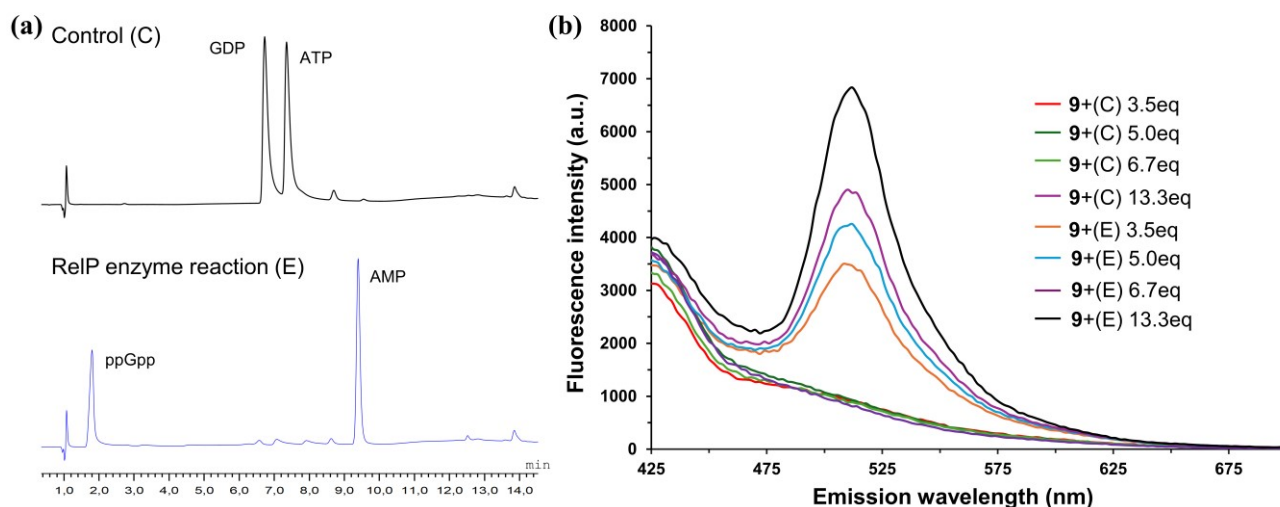 (a)
Control (C)
GDP
ATP
RelP enzyme reaction (E)
ppGpp
AMP
min
1,0 2,0 3,0 4,0 5,0 6,0 7,0 8,0 9,0 10,0 11,0 12,0 13,0 14,0
(b)
Fluorescence intensity (a.u.)
8000
7000
6000
5000
4000
3000
2000
1000
0
425 475 525 575 625 675
Emission wavelength (nm)
9+(C) 3.5eq
9+(C) 5.0eq
9+(C) 6.7eq
9+(C) 13.3eq
9+(E) 3.5eq
9+(E) 5.0eq
9+(E) 6.7eq
9+(E) 13.3eq